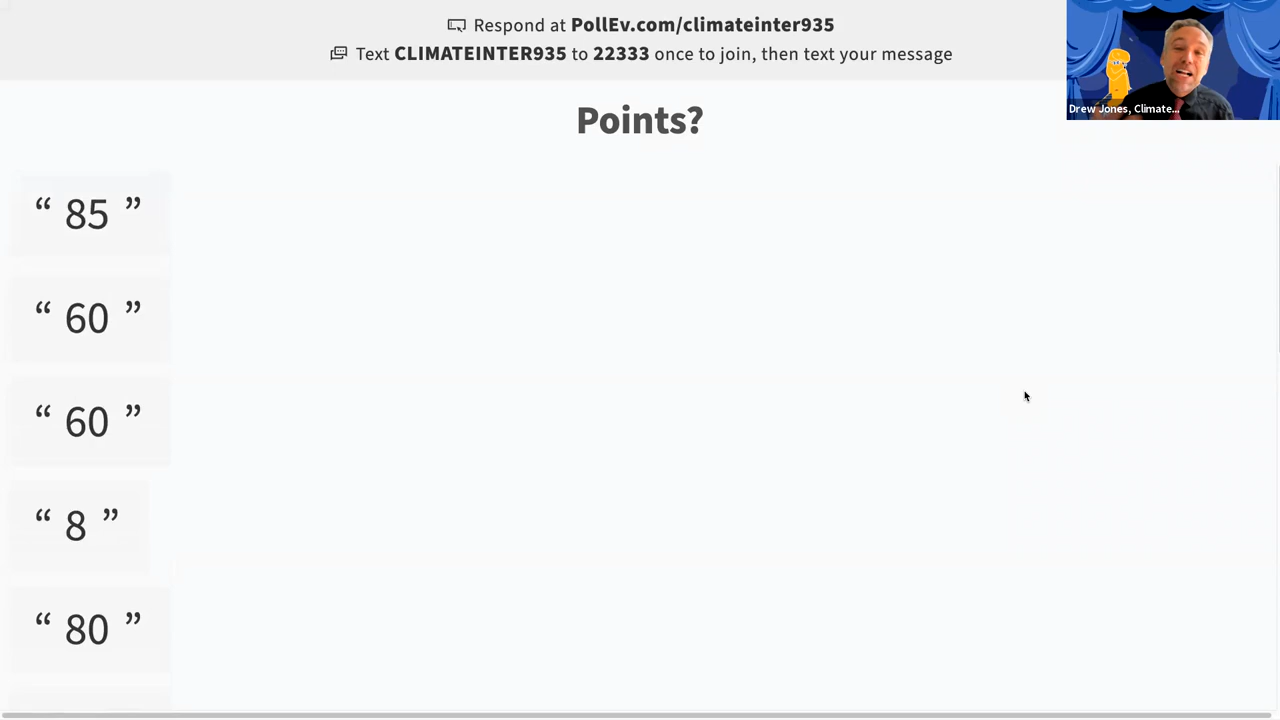 Respond at PollEv.com/climateinter935
Text CLIMATEINTER935 to 22333 once to join, then text your message
Drew Jones, Climate...
Points?
“ 85 ”
“ 60 ”
“ 60 ”
“ 8 ”
“ 80 ”